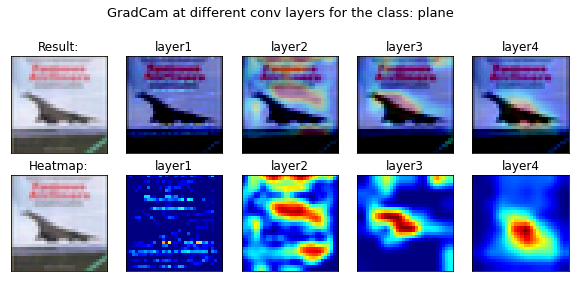 GradCam at different conv layers for the class: plane
Result:
layer1
layer2
layer3
layer4
Heatmap:
layer1
layer2
layer3
layer4